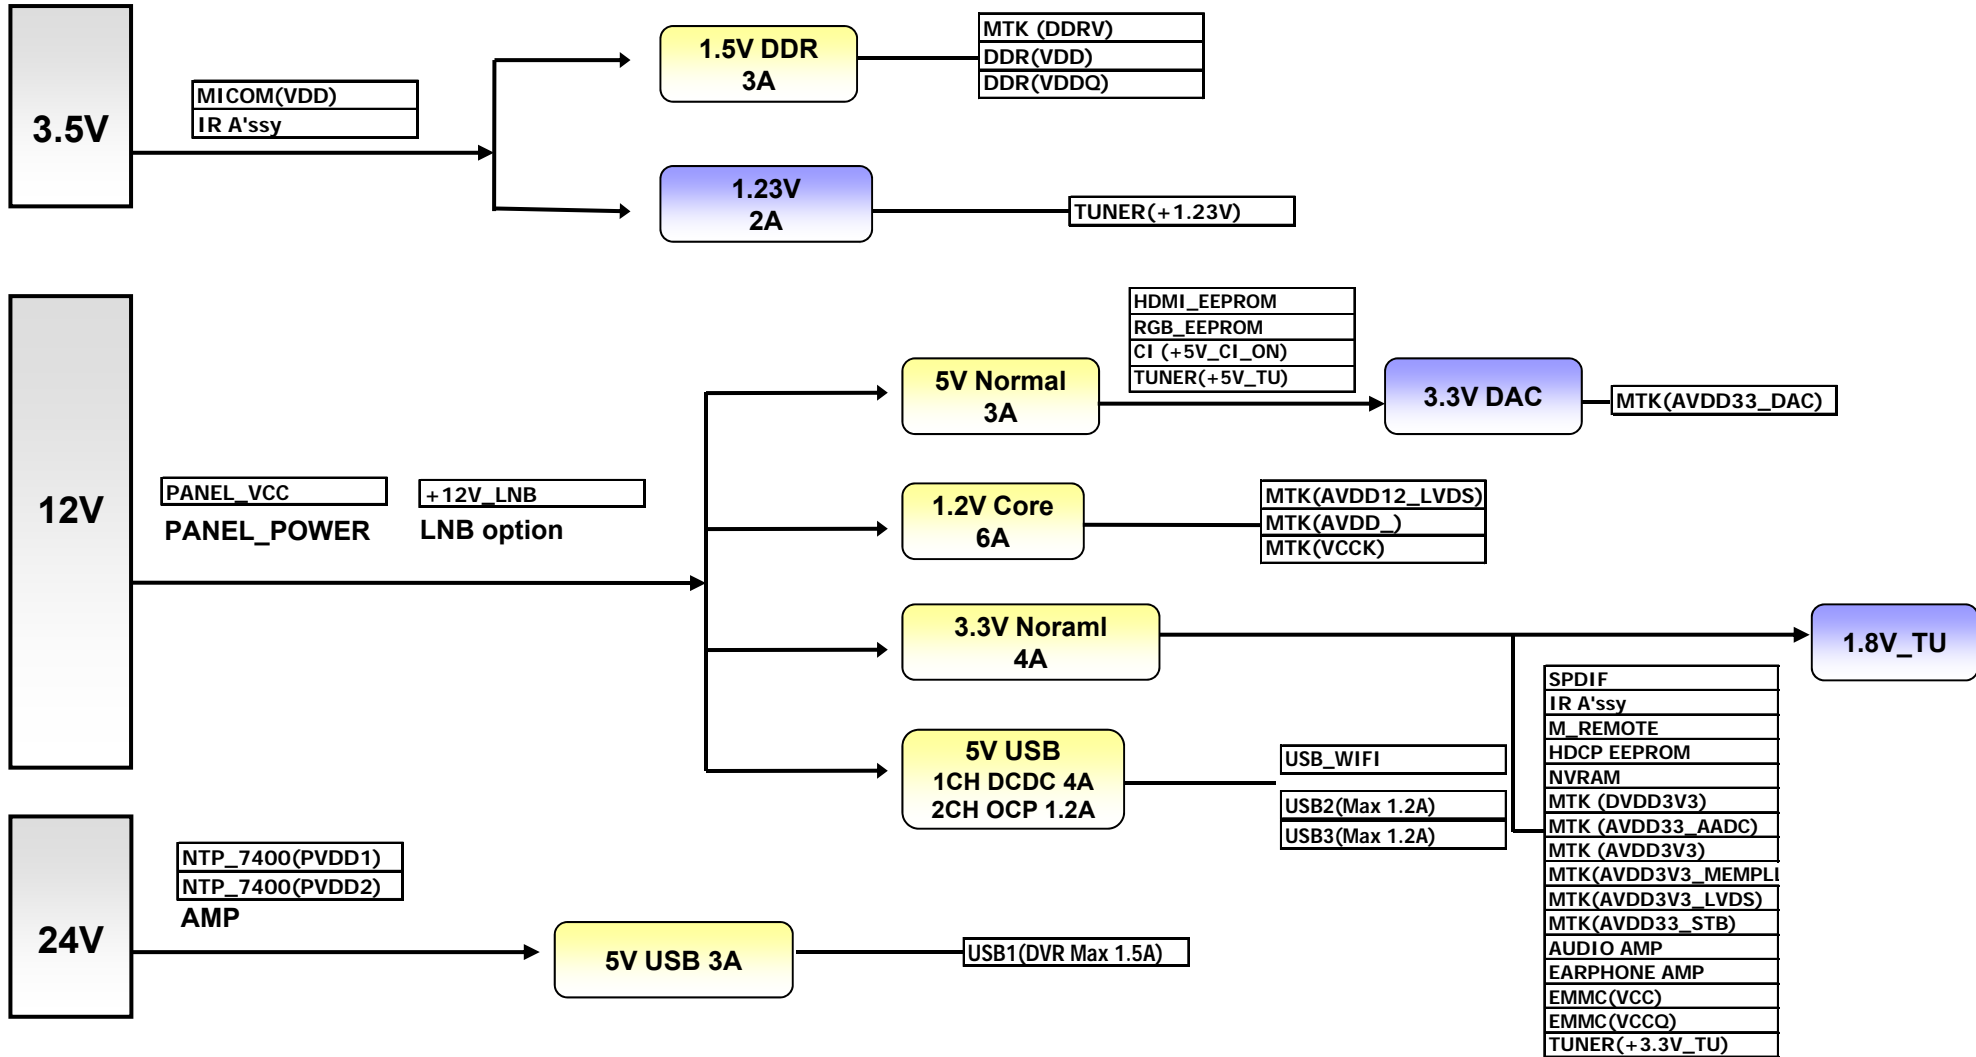 3.5V
MICOM(VDD)
IR A'ssy
1.5V DDR
3A
MTK (DDRV)
DDR(VDD)
DDR(VDDQ)
1.23V
2A
TUNER(+1.23V)
12V
PANEL_VCC
PANEL_POWER
+12V_LNB
LNB option
5V Normal
3A
HDMI_EEPROM
RGB_EEPROM
CI (+5V_CI_ON)
TUNER(+5V_TU)
3.3V DAC
MTK(AVDD33_DAC)
1.2V Core
6A
MTK(AVDD12_LVDS)
MTK(AVDD_)
MTK(VCCK)
3.3V Noraml
4A
1.8V_TU
SPDIF
IR A'ssy
M_REMOTE
HDCP EEPROM
NVRAM
MTK (DVDD3V3)
MTK (AVDD33_AADC)
MTK (AVDD3V3)
MTK(AVDD3V3_MEMPLL
MTK(AVDD3V3_LVDS)
MTK(AVDD33_STB)
AUDIO AMP
EARPHONE AMP
EMMC(VCC)
EMMC(VCCQ)
TUNER(+3.3V_TU)
5V USB
1CH DCDC 4A
2CH OCP 1.2A
USB_WIFI
USB2(Max 1.2A)
USB3(Max 1.2A)
24V
NTP_7400(PVDD1)
NTP_7400(PVDD2)
AMP
5V USB 3A
USB1(DVR Max 1.5A)